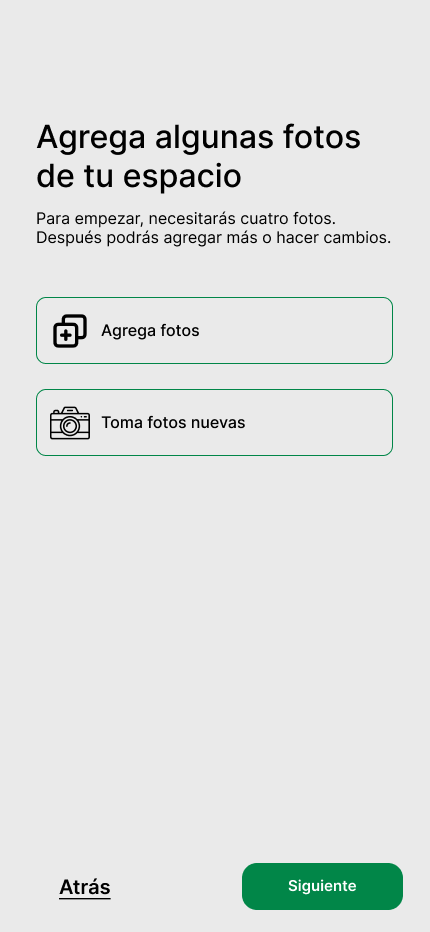 Agrega algunas fotos
de tu espacio
Para empezar, necesitarás cuatro fotos.
Después podrás agregar más o hacer cambios.
Agrega fotos
Toma fotos nuevas
Atrás
Siguiente